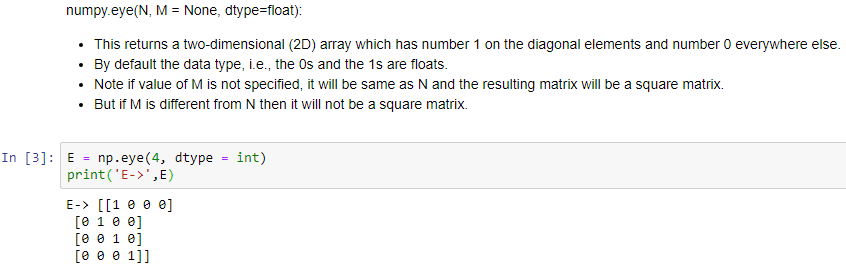 numpy.eye(N, M = None, dtype=float):
• This returns a two-dimensional (2D) array which has number 1 on the diagonal elements and number 0 everywhere else.
• By default the data type, i.e., the 0s and the 1s are floats.
• Note if value of M is not specified, it will be same as N and the resulting matrix will be a square matrix.
• But if M is different from N then it will not be a square matrix.
In [3]: E = np.eye(4, dtype = int)
print('E->',E)
E-> [[1 0 0 0]
[0 1 0 0]
[0 0 1 0]
[0 0 0 1]]